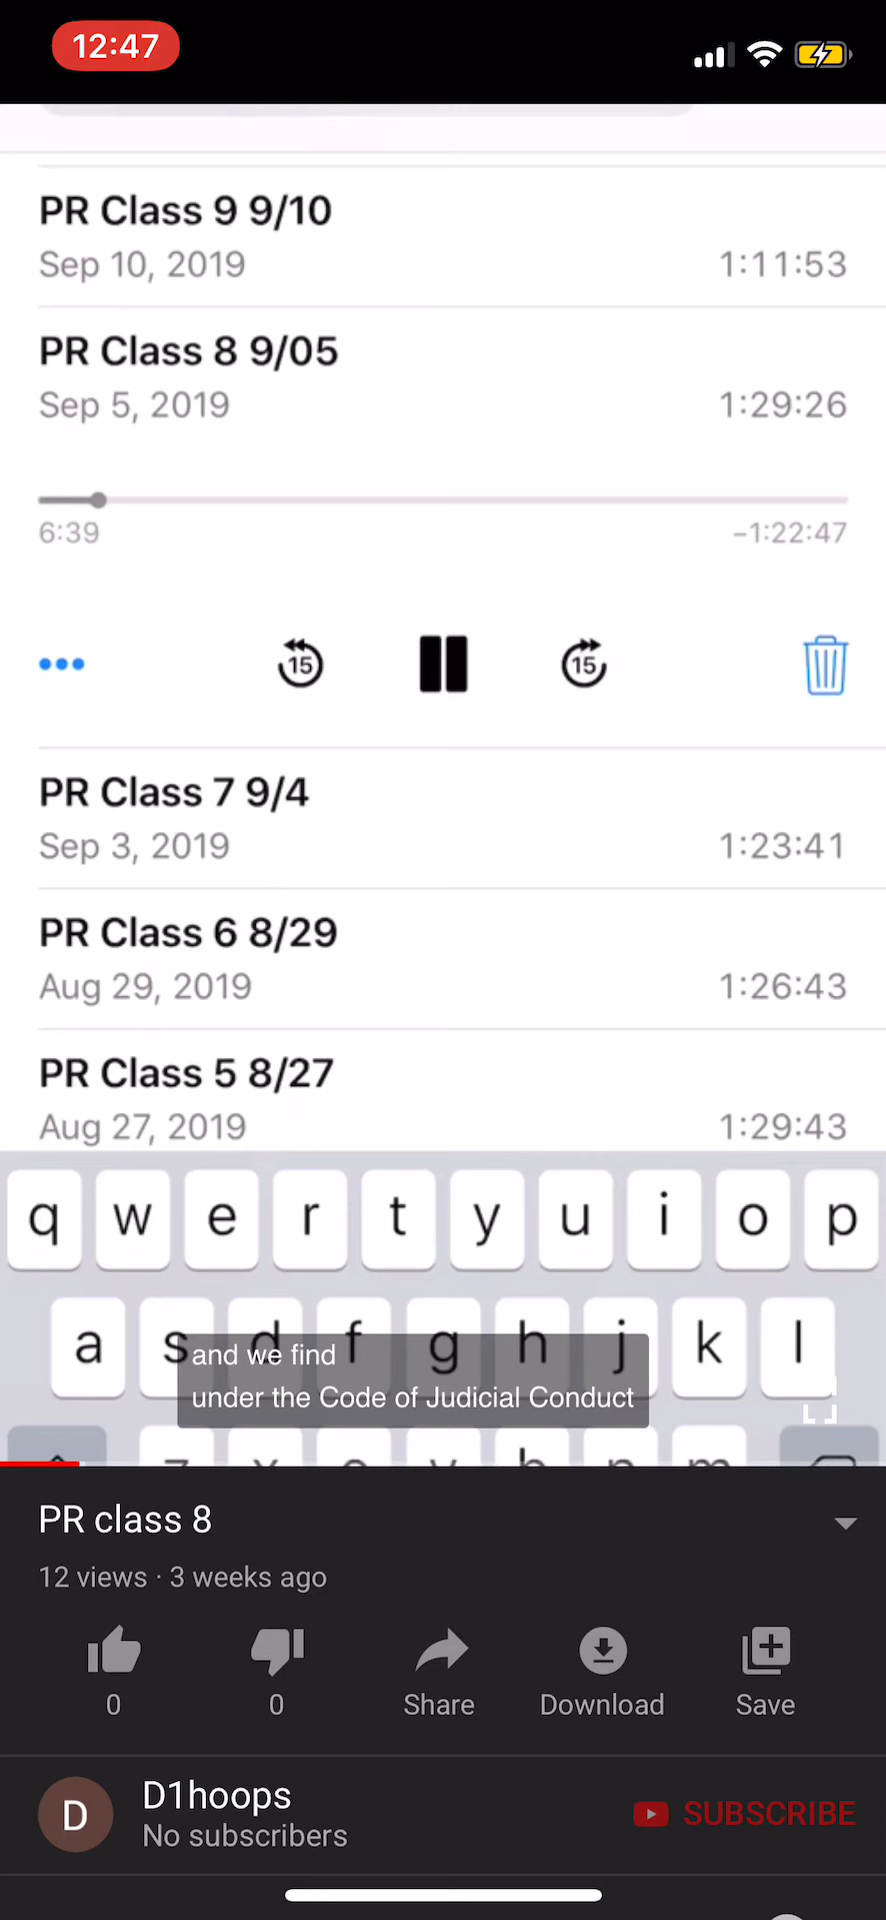 12:47
PR Class 9 9/10
Sep 10, 2019 1:11:53
PR Class 8 9/05
Sep 5, 2019 1:29:26
6:39 −1:22:47
15 15
PR Class 7 9/4
Sep 3, 2019 1:23:41
PR Class 6 8/29
Aug 29, 2019 1:26:43
PR Class 5 8/27
Aug 27, 2019 1:29:43
q w e r t y u i o p
a s d f g h j k l
and we find
under the Code of Judicial Conduct
z x c v b n m
PR class 8
12 views · 3 weeks ago
0 0 Share Download Save
D D1hoops
No subscribers
SUBSCRIBE